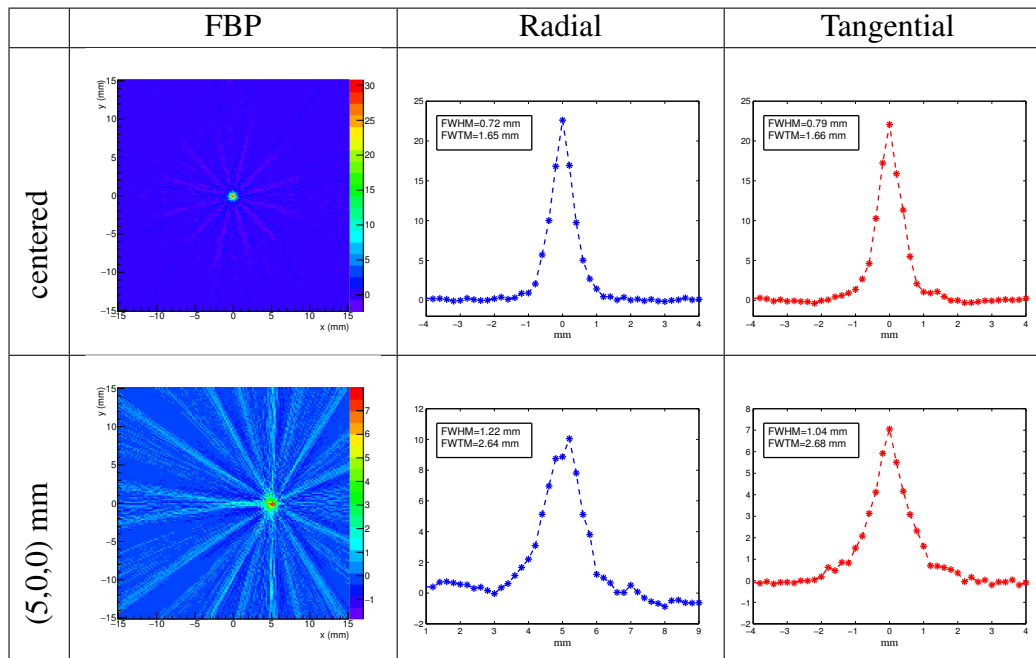 FBP Radial Tangential
centered
y (mm)
15
10
5
0
−5
−10
−15
−15 −10 −5 0 5 10 15
x (mm)
30
25
20
15
10
5
0
FWHM=0.72 mm
FWTM=1.65 mm
25
20
15
10
5
0
−4 −3 −2 −1 0 1 2 3 4
mm
FWHM=0.79 mm
FWTM=1.66 mm
25
20
15
10
5
0
−4 −3 −2 −1 0 1 2 3 4
mm
(5,0,0) mm
y (mm)
15
10
5
0
−5
−10
−15
−15 −10 −5 0 5 10 15
x (mm)
7
6
5
4
3
2
1
0
−1
FWHM=1.22 mm
FWTM=2.64 mm
12
10
8
6
4
2
0
−2
1 2 3 4 5 6 7 8 9
mm
FWHM=1.04 mm
FWTM=2.68 mm
8
7
6
5
4
3
2
1
0
−1
−2
−4 −3 −2 −1 0 1 2 3 4
mm